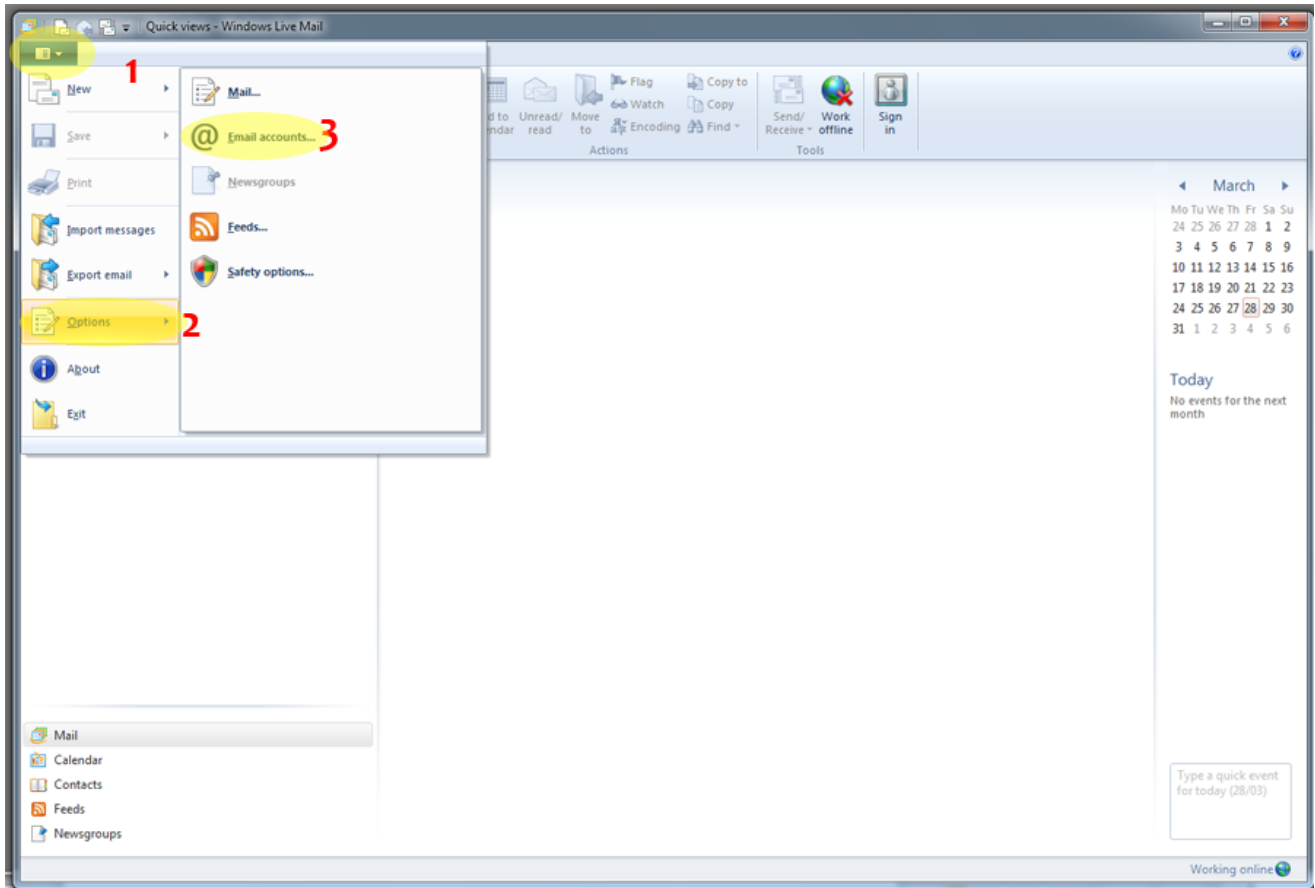 Quick views - Windows Live Mail
1
New
Save
Print
Import messages
Export email
Options
2
About
Exit
Mail...
Email accounts... 3
Newsgroups
Feeds...
Safety options...
Unread/
read
Move
to
Flag
Watch
Encoding
Copy to
Copy
Find
Actions
Send/
Receive
Work
offline
Tools
Sign
in
March
Mo Tu We Th Fr Sa Su
24 25 26 27 28 1 2
3 4 5 6 7 8 9
10 11 12 13 14 15 16
17 18 19 20 21 22 23
24 25 26 27 28 29 30
31 1 2 3 4 5 6
Today
No events for the next
month
Mail
Calendar
Contacts
Feeds
Newsgroups
Type a quick event
for today (28/03)
Working online